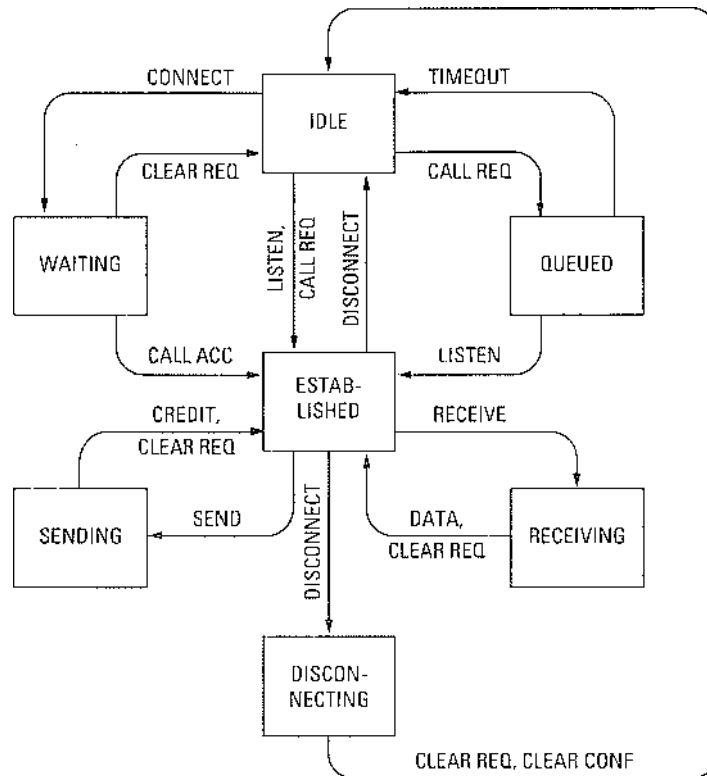 CONNECT
TIMEOUT
IDLE
CLEAR REQ
CALL REQ
LISTEN,
CALL REQ
DISCONNECT
WAITING
QUEUED
CALL ACC
LISTEN
ESTAB-
LISHED
CREDIT,
CLEAR REQ
RECEIVE
SENDING
SEND
DISCONNECT
DATA,
CLEAR REQ
RECEIVING
DISCON-
NECTING
CLEAR REQ, CLEAR CONF